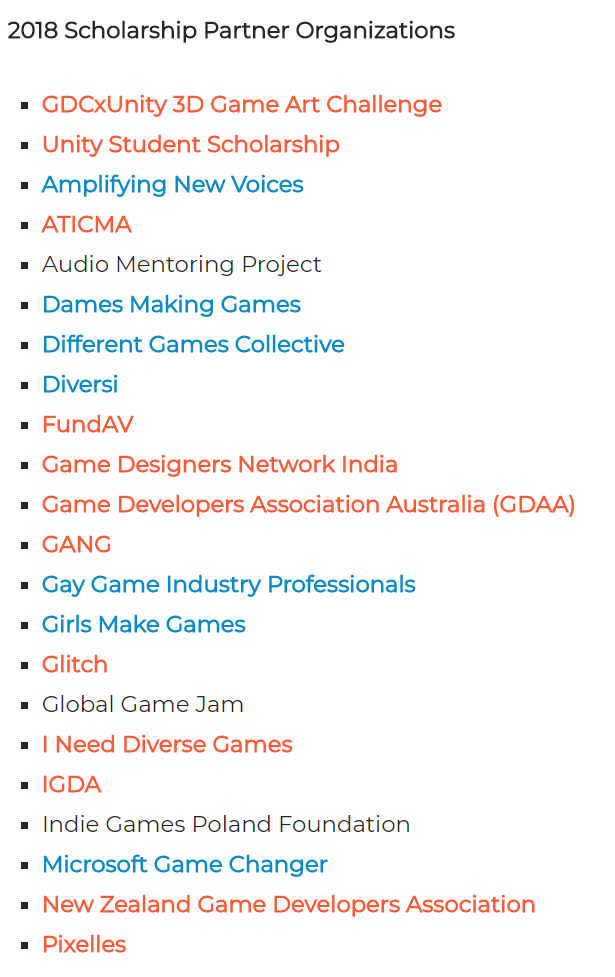 2018 Scholarship Partner Organizations
GDCxUnity 3D Game Art Challenge
Unity Student Scholarship
Amplifying New Voices
ATICMA
Audio Mentoring Project
Dames Making Games
Different Games Collective
Diversi
FundAV
Game Designers Network India
Game Developers Association Australia (GDAA)
GANG
Gay Game Industry Professionals
Girls Make Games
Glitch
Global Game Jam
I Need Diverse Games
IGDA
Indie Games Poland Foundation
Microsoft Game Changer
New Zealand Game Developers Association
Pixelles